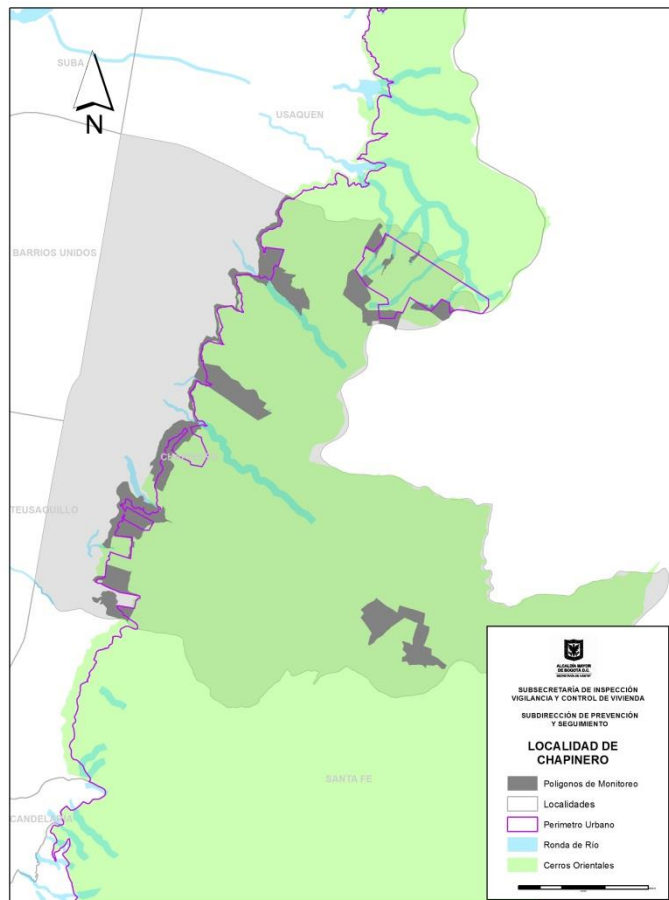 SUBA
USAQUEN
N
BARRIOS UNIDOS
TEUSAQUILLO
SANTA FE
CANDELARIA
ALCALDÍA MAYOR
DE BOGOTÁ D.C.
SUBSECRETARÍA DE INSPECCIÓN
VIGILANCIA Y CONTROL DE VIVIENDA
SUBDIRECCIÓN DE PREVENCIÓN
Y SEGUIMIENTO
LOCALIDAD DE
CHAPINERO
Poligonos de Monitoreo
Localidades
Perimetro Urbano
Ronda de Río
Cerros Orientales